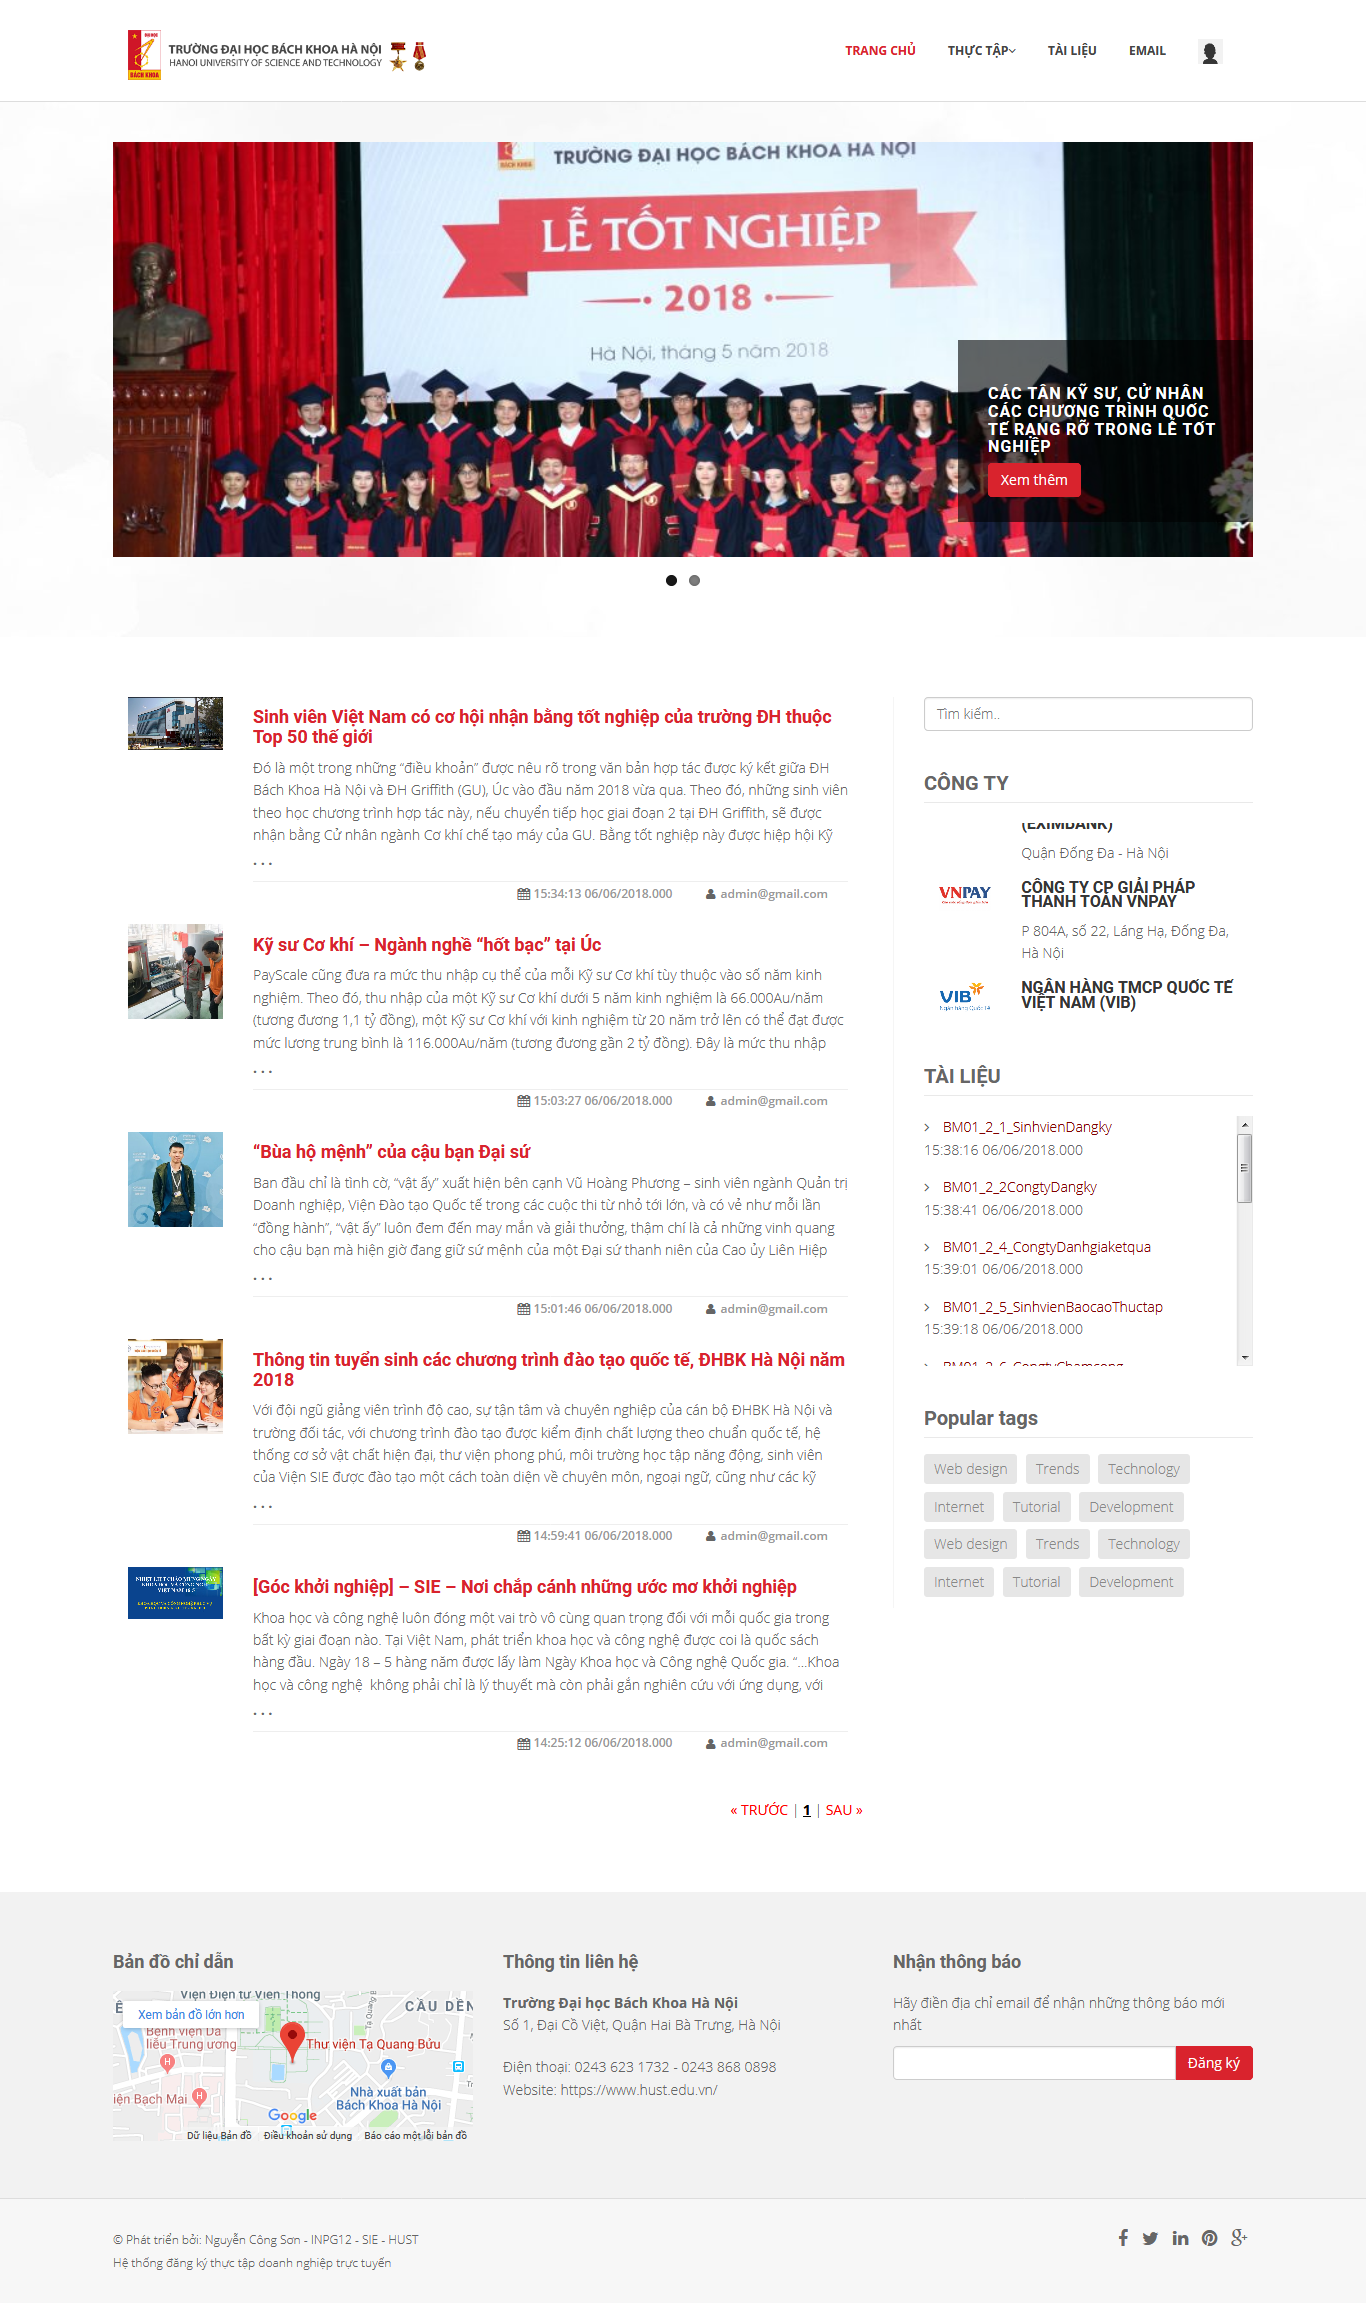 TRƯỜNG ĐẠI HỌC BÁCH KHOA HÀ NỘI
HANOI UNIVERSITY OF SCIENCE AND TECHNOLOGY
BÁCH KHOA
TRANG CHỦ
THỰC TẬP
TÀI LIỆU
EMAIL
BÁCH KHOA
TRƯỜNG ĐẠI HỌC BÁCH KHOA HÀ NỘI
LỄ TỐT NGHIỆP
2018
Hà Nội, tháng 5 năm 2018
CÁC TÂN KỸ SƯ, CỬ NHÂN
CÁC CHƯƠNG TRÌNH QUỐC
TẾ RẠNG RỠ TRONG LỄ TỐT
NGHIỆP
Xem thêm
Sinh viên Việt Nam có cơ hội nhận bằng tốt nghiệp của trường ĐH thuộc
Top 50 thế giới
Đó là một trong những “điều khoản” được nêu rõ trong văn bản hợp tác được ký kết giữa ĐH
Bách Khoa Hà Nội và ĐH Griffith (GU), Úc vào đầu năm 2018 vừa qua. Theo đó, những sinh viên
theo học chương trình hợp tác này, nếu chuyển tiếp học giai đoạn 2 tại ĐH Griffith, sẽ được
nhận bằng Cử nhân ngành Cơ khí chế tạo máy của GU. Bằng tốt nghiệp này được hiệp hội Kỹ
. . .
15:34:13 06/06/2018.000
admin@gmail.com
Kỹ sư Cơ khí – Ngành nghề “hốt bạc” tại Úc
PayScale cũng đưa ra mức thu nhập cụ thể của mỗi Kỹ sư Cơ khí tùy thuộc vào số năm kinh
nghiệm. Theo đó, thu nhập của một Kỹ sư Cơ khí dưới 5 năm kinh nghiệm là 66.000Au/năm
(tương đương 1,1 tỷ đồng), một Kỹ sư Cơ khí với kinh nghiệm từ 20 năm trở lên có thể đạt được
mức lương trung bình là 116.000Au/năm (tương đương gần 2 tỷ đồng). Đây là mức thu nhập
. . .
15:03:27 06/06/2018.000
admin@gmail.com
“Bùa hộ mệnh” của cậu bạn Đại sứ
Ban đầu chỉ là tình cờ, “vật ấy” xuất hiện bên cạnh Vũ Hoàng Phương – sinh viên ngành Quản trị
Doanh nghiệp, Viện Đào tạo Quốc tế trong các cuộc thi từ nhỏ tới lớn, và có vẻ như mỗi lần
“đồng hành”, “vật ấy” luôn đem đến may mắn và giải thưởng, thậm chí là cả những vinh quang
cho cậu bạn mà hiện giờ đang giữ sứ mệnh của một Đại sứ thanh niên của Cao ủy Liên Hiệp
. . .
15:01:46 06/06/2018.000
admin@gmail.com
Thông tin tuyển sinh các chương trình đào tạo quốc tế, ĐHBK Hà Nội năm
2018
Với đội ngũ giảng viên trình độ cao, sự tận tâm và chuyên nghiệp của cán bộ ĐHBK Hà Nội và
trường đối tác, với chương trình đào tạo được kiểm định chất lượng theo chuẩn quốc tế, hệ
thống cơ sở vật chất hiện đại, thư viện phong phú, môi trường học tập năng động, sinh viên
của Viện SIE được đào tạo một cách toàn diện về chuyên môn, ngoại ngữ, cũng như các kỹ
. . .
14:59:41 06/06/2018.000
admin@gmail.com
[Góc khởi nghiệp] – SIE – Nơi chắp cánh những ước mơ khởi nghiệp
Khoa học và công nghệ luôn đóng một vai trò vô cùng quan trọng đối với mỗi quốc gia trong
bất kỳ giai đoạn nào. Tại Việt Nam, phát triển khoa học và công nghệ được coi là quốc sách
hàng đầu. Ngày 18 – 5 hàng năm được lấy làm Ngày Khoa học và Công nghệ Quốc gia. “…Khoa
học và công nghệ  không phải chỉ là lý thuyết mà còn phải gắn nghiên cứu với ứng dụng, với
. . .
14:25:12 06/06/2018.000
admin@gmail.com
« TRƯỚC | 1 | SAU »
Tìm kiếm..
CÔNG TY
(EXIMBANK)
Quận Đống Đa - Hà Nội
VNPAY
CÔNG TY CP GIẢI PHÁP
THANH TOÁN VNPAY
P 804A, số 22, Láng Hạ, Đống Đa,
Hà Nội
VIB
NGÂN HÀNG TMCP QUỐC TẾ
VIỆT NAM (VIB)
TÀI LIỆU
BM01_2_1_SinhvienDangky
15:38:16 06/06/2018.000
BM01_2_2CongtyDangky
15:38:41 06/06/2018.000
BM01_2_4_CongtyDanhgiaketqua
15:39:01 06/06/2018.000
BM01_2_5_SinhvienBaocaoThuctap
15:39:18 06/06/2018.000
BM01_2_6_CongtyChamcong
Popular tags
Web design
Trends
Technology
Internet
Tutorial
Development
Web design
Trends
Technology
Internet
Tutorial
Development
Bản đồ chỉ dẫn
Viện Điện tử Viễn Thông
CẦU DỀN
Xem bản đồ lớn hơn
Tạ Quang B
Bệnh viện Da
liễu Trung ương
Thư viện Tạ Quang Bửu
iện Bạch Mai
Nhà xuất bản
Bách Khoa Hà Nội
Google
Dữ liệu Bản đồ
Điều khoản sử dụng
Báo cáo một lỗi bản đồ
Thông tin liên hệ
Trường Đại học Bách Khoa Hà Nội
Số 1, Đại Cồ Việt, Quận Hai Bà Trưng, Hà Nội
Điện thoại: 0243 623 1732 - 0243 868 0898
Website: https://www.hust.edu.vn/
Nhận thông báo
Hãy điền địa chỉ email để nhận những thông báo mới
nhất
Đăng ký
© Phát triển bởi: Nguyễn Công Sơn - INPG12 - SIE - HUST
Hệ thống đăng ký thực tập doanh nghiệp trực tuyến